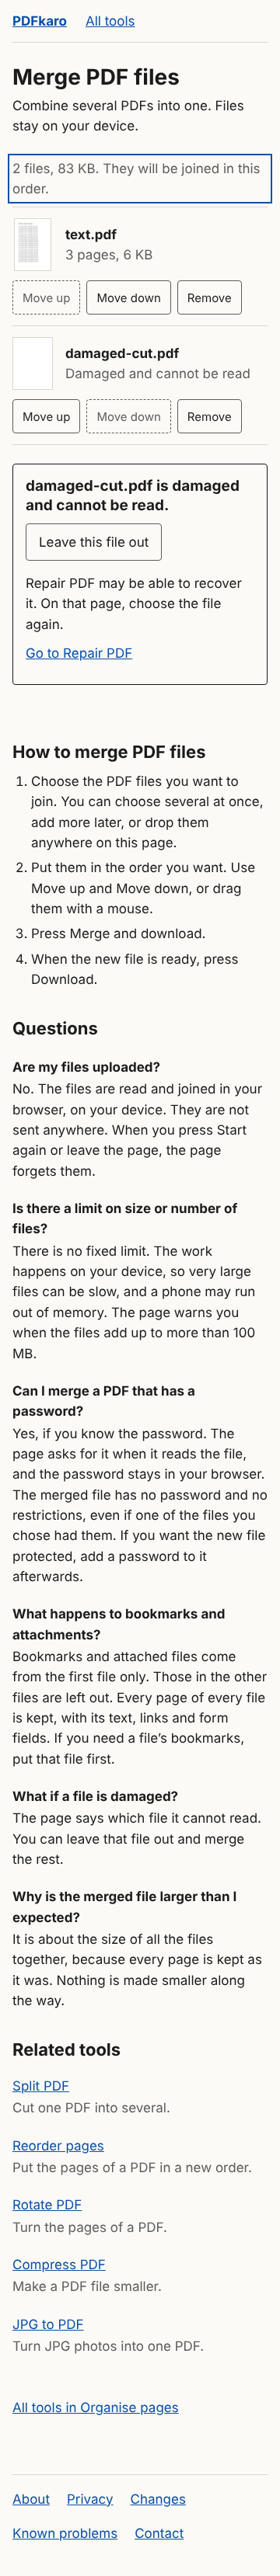 PDFkaro All tools
Merge PDF files
Combine several PDFs into one. Files
stay on your device.
2 files, 83 KB. They will be joined in this
order.
text.pdf
3 pages, 6 KB
Move up Move down Remove
damaged-cut.pdf
Damaged and cannot be read
Move up Move down Remove
damaged-cut.pdf is damaged
and cannot be read.
Leave this file out
Repair PDF may be able to recover
it. On that page, choose the file
again.
Go to Repair PDF
How to merge PDF files
1. Choose the PDF files you want to
join. You can choose several at once,
add more later, or drop them
anywhere on this page.
2. Put them in the order you want. Use
Move up and Move down, or drag
them with a mouse.
3. Press Merge and download.
4. When the new file is ready, press
Download.
Questions
Are my files uploaded?
No. The files are read and joined in your
browser, on your device. They are not
sent anywhere. When you press Start
again or leave the page, the page
forgets them.
Is there a limit on size or number of
files?
There is no fixed limit. The work
happens on your device, so very large
files can be slow, and a phone may run
out of memory. The page warns you
when the files add up to more than 100
MB.
Can I merge a PDF that has a
password?
Yes, if you know the password. The
page asks for it when it reads the file,
and the password stays in your browser.
The merged file has no password and no
restrictions, even if one of the files you
chose had them. If you want the new file
protected, add a password to it
afterwards.
What happens to bookmarks and
attachments?
Bookmarks and attached files come
from the first file only. Those in the other
files are left out. Every page of every file
is kept, with its text, links and form
fields. If you need a file’s bookmarks,
put that file first.
What if a file is damaged?
The page says which file it cannot read.
You can leave that file out and merge
the rest.
Why is the merged file larger than I
expected?
It is about the size of all the files
together, because every page is kept as
it was. Nothing is made smaller along
the way.
Related tools
Split PDF
Cut one PDF into several.
Reorder pages
Put the pages of a PDF in a new order.
Rotate PDF
Turn the pages of a PDF.
Compress PDF
Make a PDF file smaller.
JPG to PDF
Turn JPG photos into one PDF.
All tools in Organise pages
About Privacy Changes
Known problems Contact